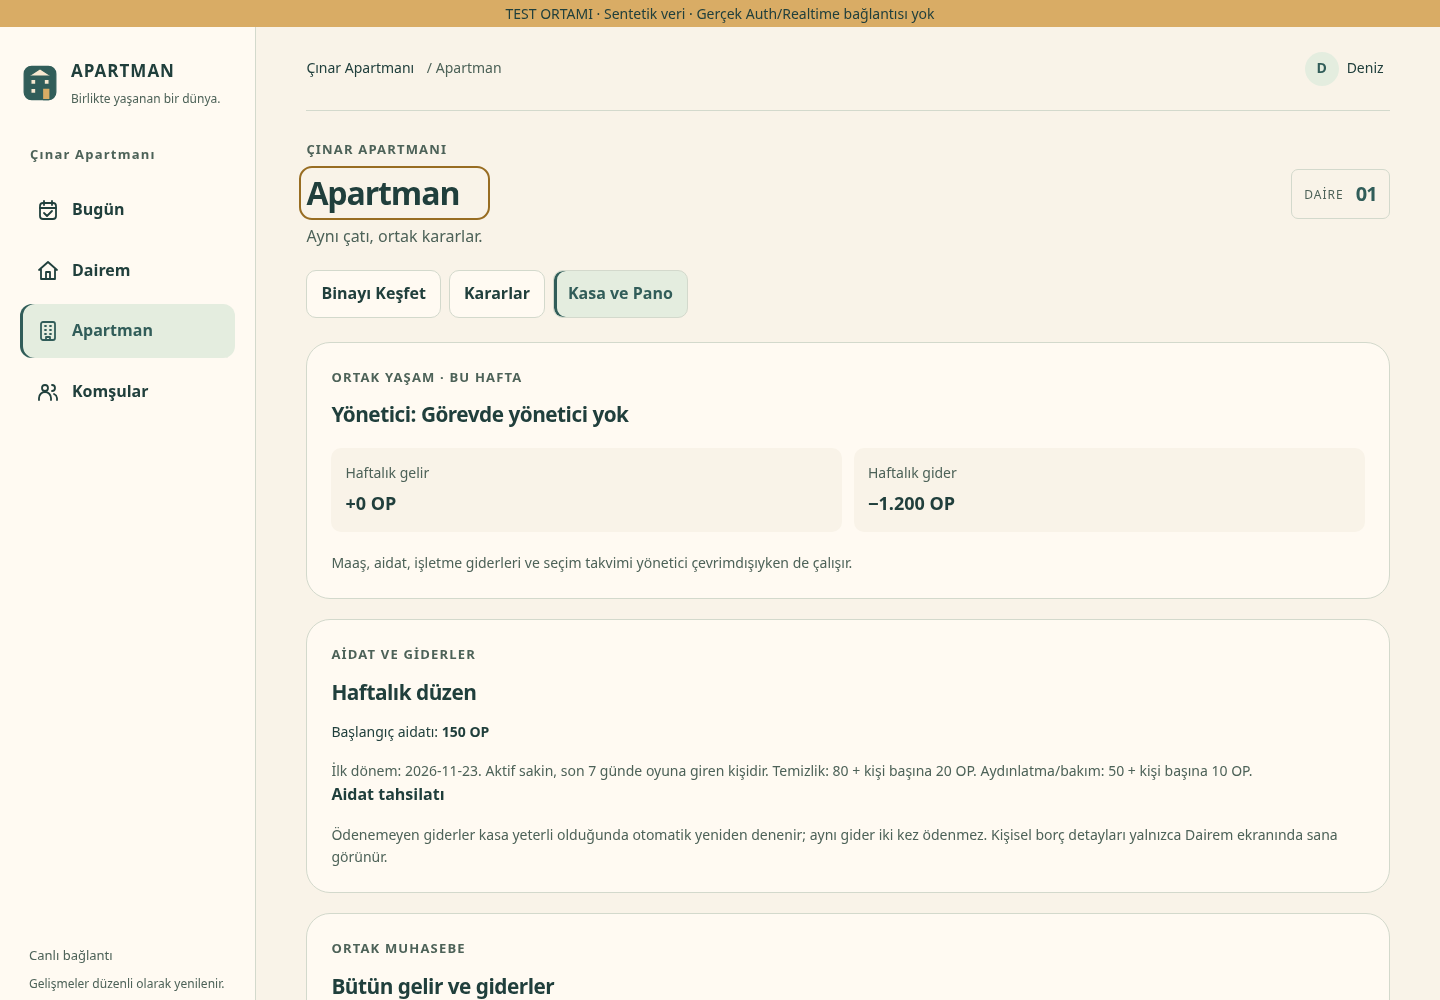 TEST ORTAMI · Sentetik veri · Gerçek Auth/Realtime bağlantısı yok
APARTMAN
Birlikte yaşanan bir dünya.
Çınar Apartmanı
Bugün
Dairem
Apartman
Komşular
Canlı bağlantı
Gelişmeler düzenli olarak yenilenir.
Çınar Apartmanı / Apartman
D Deniz
ÇINAR APARTMANI
Apartman
Aynı çatı, ortak kararlar.
DAİRE 01
Binayı Keşfet
Kararlar
Kasa ve Pano
ORTAK YAŞAM · BU HAFTA
Yönetici: Görevde yönetici yok
Haftalık gelir
+0 OP
Haftalık gider
−1.200 OP
Maaş, aidat, işletme giderleri ve seçim takvimi yönetici çevrimdışıyken de çalışır.
AİDAT VE GİDERLER
Haftalık düzen
Başlangıç aidatı: 150 OP
İlk dönem: 2026-11-23. Aktif sakin, son 7 günde oyuna giren kişidir. Temizlik: 80 + kişi başına 20 OP. Aydınlatma/bakım: 50 + kişi başına 10 OP.
Aidat tahsilatı
Ödenemeyen giderler kasa yeterli olduğunda otomatik yeniden denenir; aynı gider iki kez ödenmez. Kişisel borç detayları yalnızca Dairem ekranında sana
görünür.
ORTAK MUHASEBE
Bütün gelir ve giderler